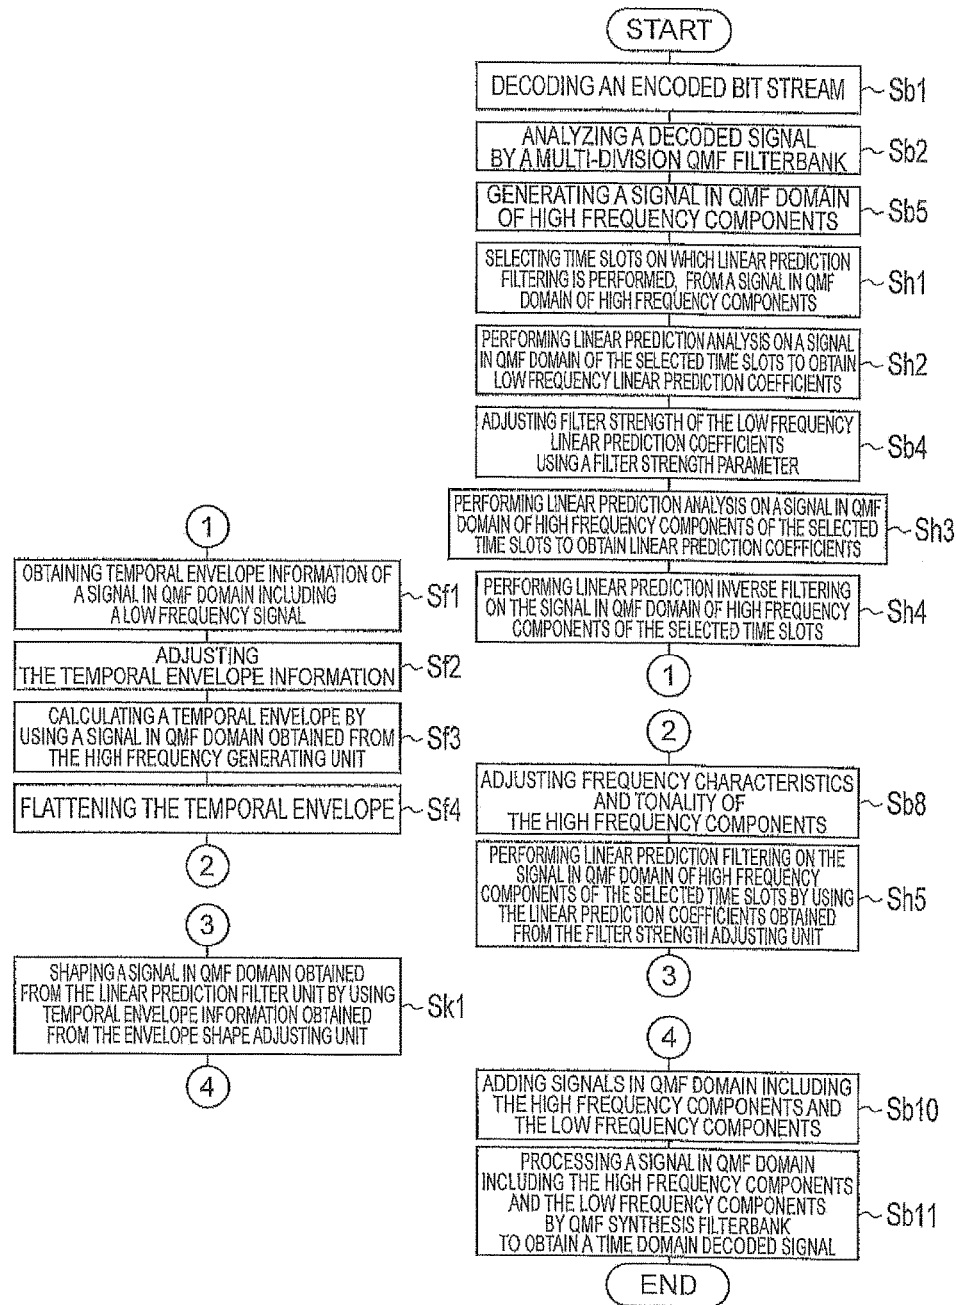 START
DECODING AN ENCODED BIT STREAM
Sb1
ANALYZING A DECODED SIGNAL
BY A MULTI-DIVISION QMF FILTERBANK
Sb2
GENERATING A SIGNAL IN QMF DOMAIN
OF HIGH FREQUENCY COMPONENTS
Sb5
SELECTING TIME SLOTS ON WHICH LINEAR PREDICTION
FILTERING IS PERFORMED, FROM A SIGNAL IN QMF
DOMAIN OF HIGH FREQUENCY COMPONENTS
Sh1
PERFORMING LINEAR PREDICTION ANALYSIS ON A SIGNAL
IN QMF DOMAIN OF THE SELECTED TIME SLOTS TO OBTAIN
LOW FREQUENCY LINEAR PREDICTION COEFFICIENTS
Sh2
ADJUSTING FILTER STRENGTH OF THE LOW FREQUENCY
LINEAR PREDICTION COEFFICIENTS
USING A FILTER STRENGTH PARAMETER
Sb4
PERFORMING LINEAR PREDICTION ANALYSIS ON A SIGNAL IN QMF
DOMAIN OF HIGH FREQUENCY COMPONENTS OF THE SELECTED
TIME SLOTS TO OBTAIN LINEAR PREDICTION COEFFICIENTS
Sh3
PERFORMING LINEAR PREDICTION INVERSE FILTERING
ON THE SIGNAL IN QMF DOMAIN OF HIGH FREQUENCY
COMPONENTS OF THE SELECTED TIME SLOTS
Sh4
1
1
OBTAINING TEMPORAL ENVELOPE INFORMATION OF
A SIGNAL IN QMF DOMAIN INCLUDING
A LOW FREQUENCY SIGNAL
Sf1
ADJUSTING
THE TEMPORAL ENVELOPE INFORMATION
Sf2
CALCULATING A TEMPORAL ENVELOPE BY
USING A SIGNAL IN QMF DOMAIN OBTAINED FROM
THE HIGH FREQUENCY GENERATING UNIT
Sf3
FLATTENING THE TEMPORAL ENVELOPE
Sf4
2
2
ADJUSTING FREQUENCY CHARACTERISTICS
AND TONALITY OF
THE HIGH FREQUENCY COMPONENTS
Sb8
PERFORMING LINEAR PREDICTION FILTERING ON THE
SIGNAL IN QMF DOMAIN OF HIGH FREQUENCY
COMPONENTS OF THE SELECTED TIME SLOTS BY USING
THE LINEAR PREDICTION COEFFICIENTS OBTAINED
FROM THE FILTER STRENGTH ADJUSTING UNIT
Sh5
3
3
SHAPING A SIGNAL IN QMF DOMAIN OBTAINED
FROM THE LINEAR PREDICTION FILTER UNIT BY USING
TEMPORAL ENVELOPE INFORMATION OBTAINED
FROM THE ENVELOPE SHAPE ADJUSTING UNIT
Sk1
4
4
ADDING SIGNALS IN QMF DOMAIN INCLUDING
THE HIGH FREQUENCY COMPONENTS AND
THE LOW FREQUENCY COMPONENTS
Sb10
PROCESSING A SIGNAL IN QMF DOMAIN
INCLUDING THE HIGH FREQUENCY COMPONENTS
AND THE LOW FREQUENCY COMPONENTS
BY QMF SYNTHESIS FILTERBANK
TO OBTAIN A TIME DOMAIN DECODED SIGNAL
Sb11
END